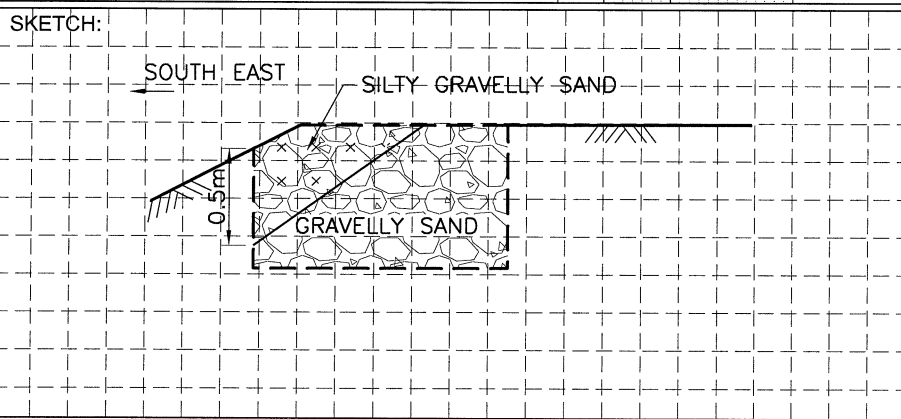 SKETCH:
SOUTH EAST
SILTY GRAVELLY SAND
0.5m
GRAVELLY SAND